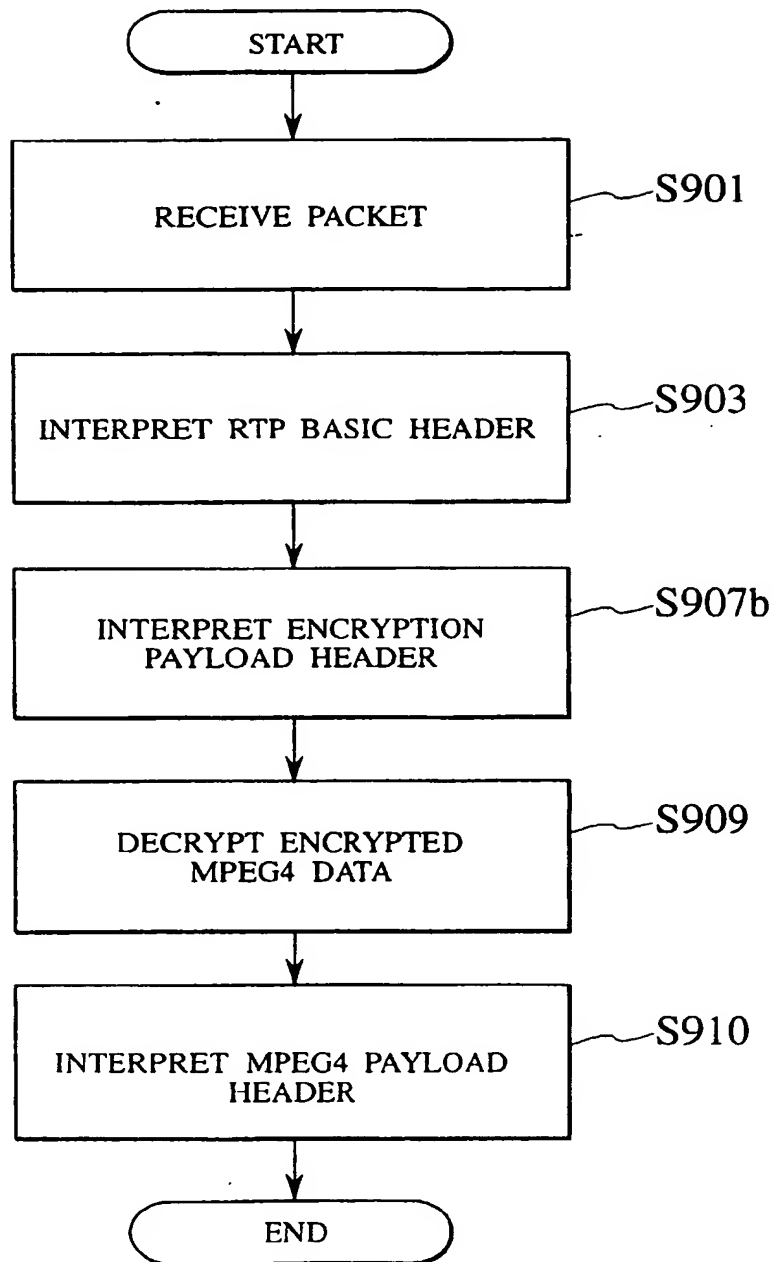 START
RECEIVE PACKET
S901
INTERPRET RTP BASIC HEADER
S903
INTERPRET ENCRYPTION
PAYLOAD HEADER
S907b
DECRYPT ENCRYPTED
MPEG4 DATA
S909
INTERPRET MPEG4 PAYLOAD
HEADER
S910
END